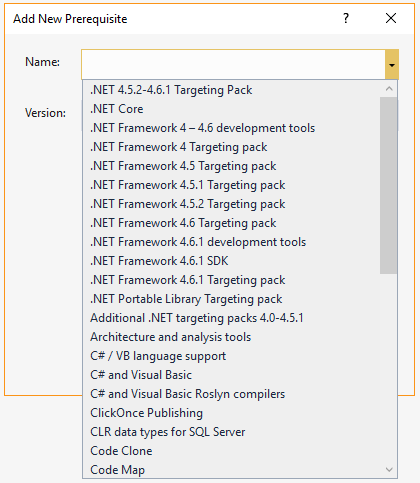 Add New Prerequisite
?
Name:
Version:
.NET 4.5.2-4.6.1 Targeting Pack
.NET Core
.NET Framework 4 – 4.6 development tools
.NET Framework 4 Targeting pack
.NET Framework 4.5 Targeting pack
.NET Framework 4.5.1 Targeting pack
.NET Framework 4.5.2 Targeting pack
.NET Framework 4.6 Targeting pack
.NET Framework 4.6.1 development tools
.NET Framework 4.6.1 SDK
.NET Framework 4.6.1 Targeting pack
.NET Portable Library Targeting pack
Additional .NET targeting packs 4.0-4.5.1
Architecture and analysis tools
C# / VB language support
C# and Visual Basic
C# and Visual Basic Roslyn compilers
ClickOnce Publishing
CLR data types for SQL Server
Code Clone
Code Map